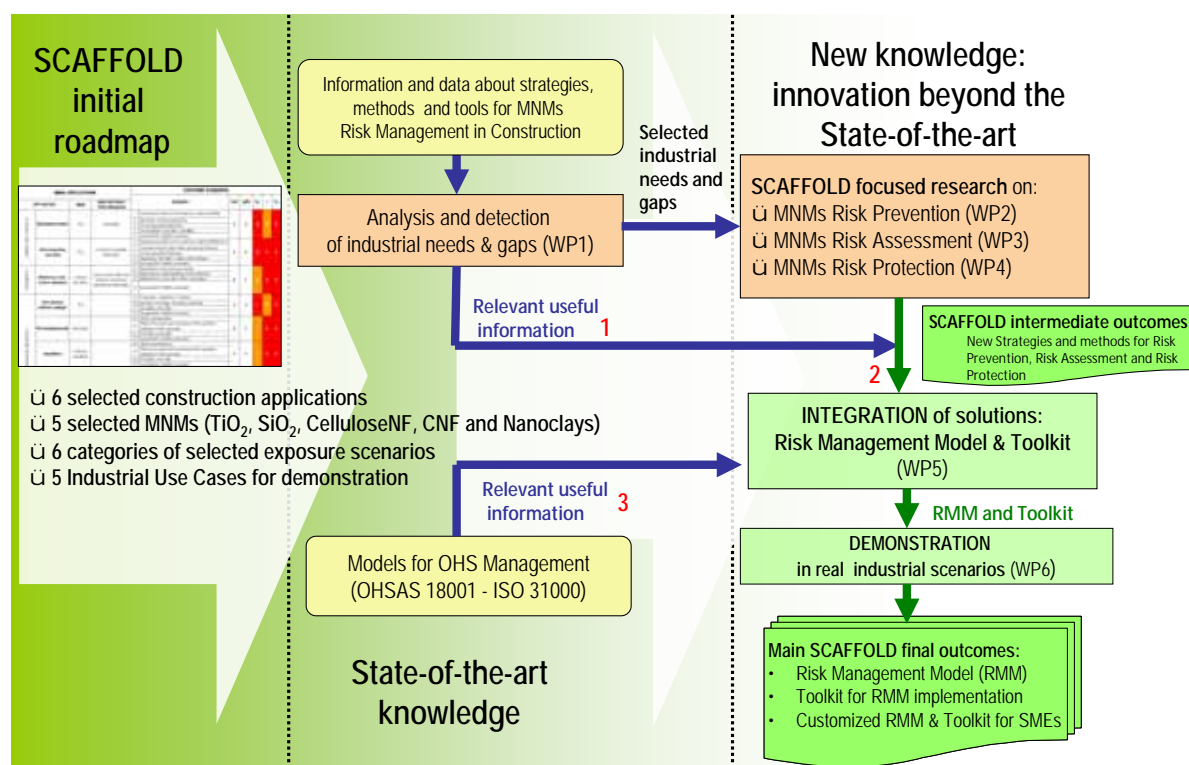 SCAFFOLD
initial
roadmap
ü 6 selected construction applications
ü 5 selected MNMs (TiO2, SiO2, CelluloseNF, CNF and Nanoclays)
ü 6 categories of selected exposure scenarios
ü 5 Industrial Use Cases for demonstration
Information and data about strategies,
methods and tools for MNMs
Risk Management in Construction
Analysis and detection
of industrial needs & gaps (WP1)
Selected
industrial
needs and
gaps
Relevant useful
information 1
Relevant useful
information 3
Models for OHS Management
(OHSAS 18001 - ISO 31000)
State-of-the-art
knowledge
New knowledge:
innovation beyond the
State-of-the-art
SCAFFOLD focused research on:
ü MNMs Risk Prevention (WP2)
ü MNMs Risk Assessment (WP3)
ü MNMs Risk Protection (WP4)
2
SCAFFOLD intermediate outcomes:
New Strategies and methods for Risk
Prevention, Risk Assessment and Risk
Protection
INTEGRATION of solutions:
Risk Management Model & Toolkit
(WP5)
RMM and Toolkit
DEMONSTRATION
in real industrial scenarios (WP6)
Main SCAFFOLD final outcomes:
• Risk Management Model (RMM)
• Toolkit for RMM implementation
• Customized RMM & Toolkit for SMEs